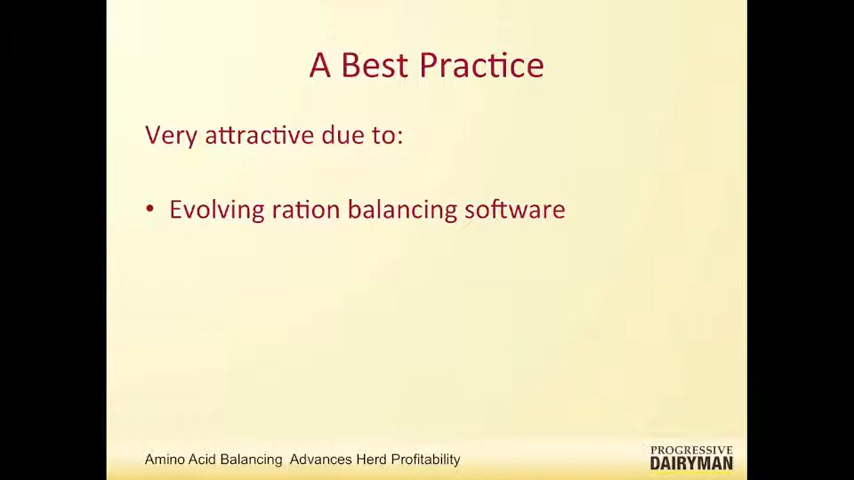 A Best Practice
Very attractive due to:
• Evolving ration balancing software
Amino Acid Balancing Advances Herd Profitability
PROGRESSIVE
DAIRYMAN